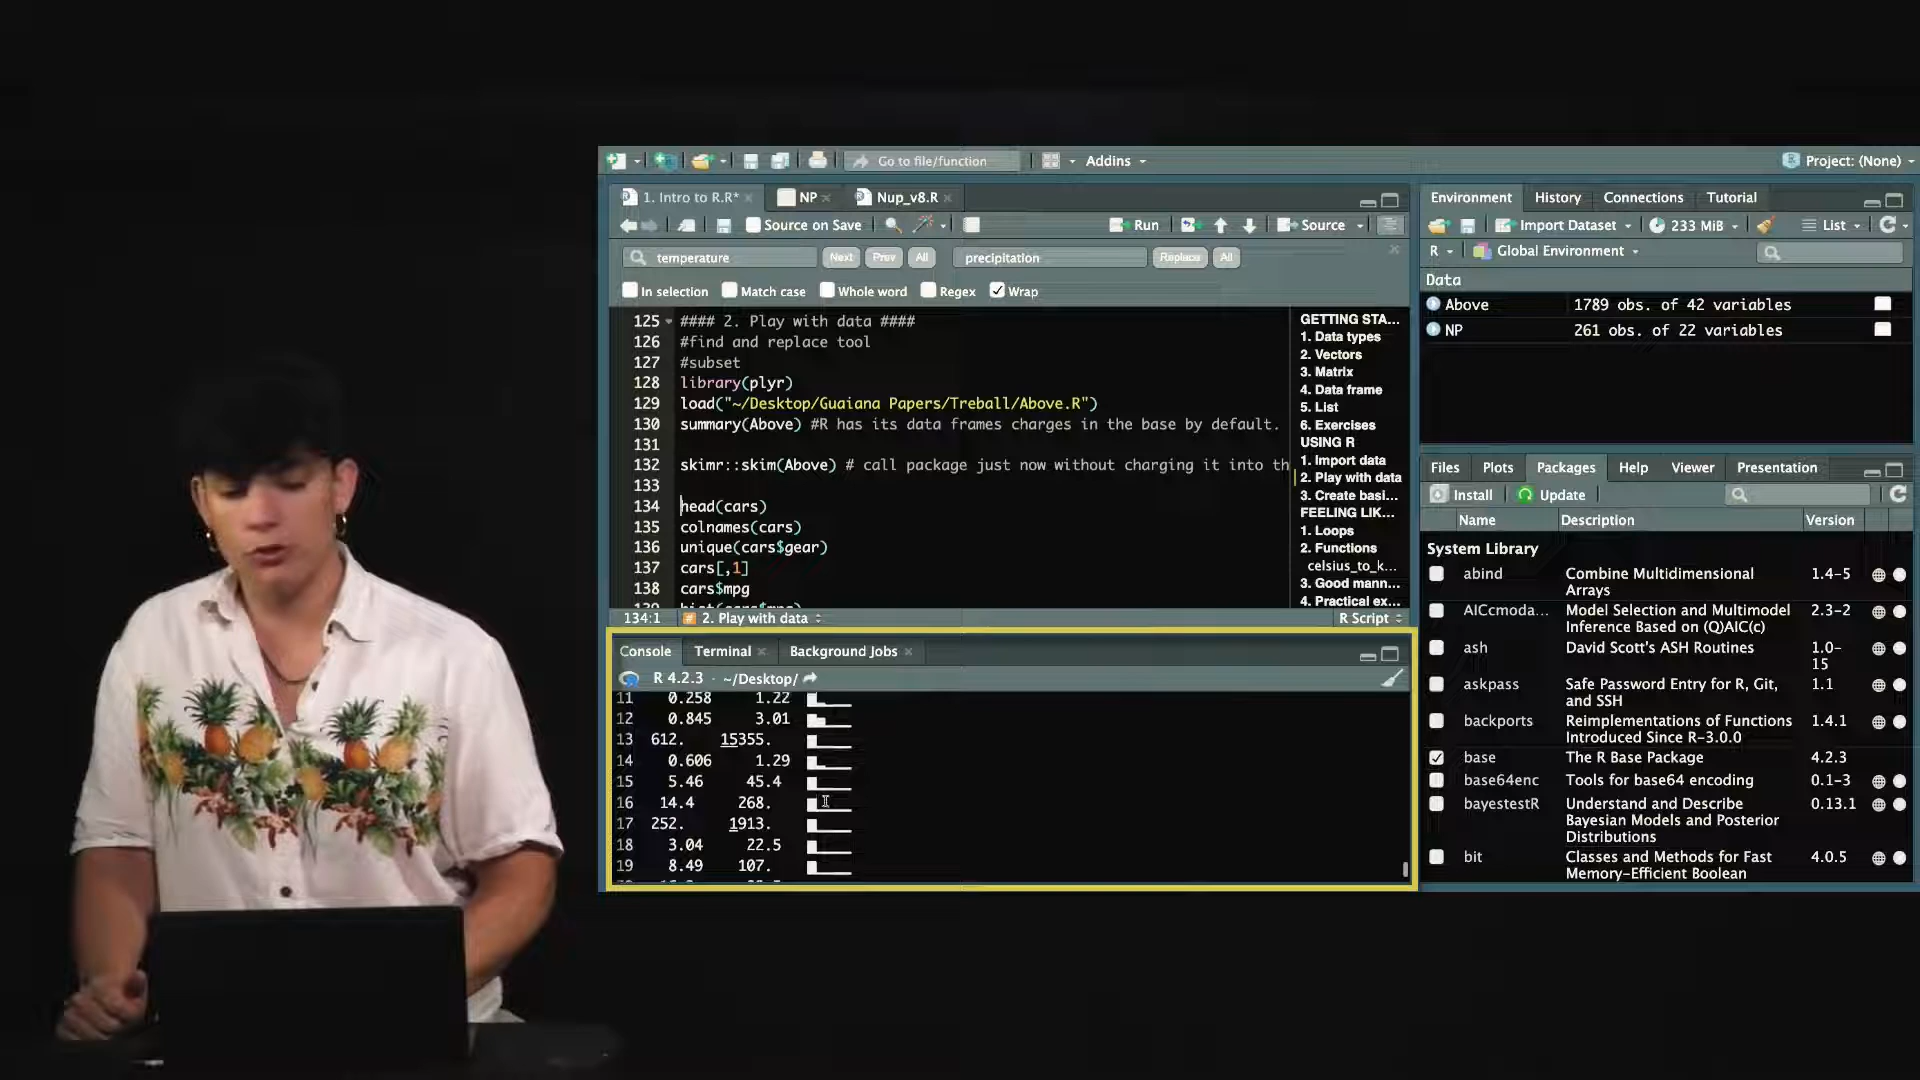 Go to file/function
Addins
Project: (None)
1. Intro to R.R*
NP
Nup_v8.R
Source on Save
Run
Source
temperature
Next
Prev
All
precipitation
Replace
All
In selection
Match case
Whole word
Regex
Wrap
125 #### 2. Play with data ####
126 #find and replace tool
127 #subset
128 library(plyr)
129 load("~/Desktop/Guaiana Papers/Treball/Above.R")
130 summary(Above) #R has its data frames charges in the base by default.
131
132 skimr::skim(Above) # call package just now without charging it into th
133
134 head(cars)
135 colnames(cars)
136 unique(cars$gear)
137 cars[,1]
138 cars$mpg
GETTING STA...
1. Data types
2. Vectors
3. Matrix
4. Data frame
5. List
6. Exercises
USING R
1. Import data
2. Play with data
3. Create basi...
FEELING LIK...
1. Loops
2. Functions
celsius_to_k...
3. Good mann...
4. Practical ex...
134:1
2. Play with data
R Script
Console
Terminal
Background Jobs
R 4.2.3 · ~/Desktop/
11 0.258 1.22
12 0.845 3.01
13 612. 15355.
14 0.606 1.29
15 5.46 45.4
16 14.4 268.
17 252. 1913.
18 3.04 22.5
19 8.49 107.
Environment
History
Connections
Tutorial
Import Dataset
233 MiB
List
R
Global Environment
Data
Above 1789 obs. of 42 variables
NP 261 obs. of 22 variables
Files
Plots
Packages
Help
Viewer
Presentation
Install
Update
Name
Description
Version
System Library
abind Combine Multidimensional 1.4-5
Arrays
AICcmoda... Model Selection and Multimodel 2.3-2
Inference Based on (Q)AIC(c)
ash David Scott's ASH Routines 1.0-
15
askpass Safe Password Entry for R, Git, 1.1
and SSH
backports Reimplementations of Functions 1.4.1
Introduced Since R-3.0.0
base The R Base Package 4.2.3
base64enc Tools for base64 encoding 0.1-3
bayestestR Understand and Describe 0.13.1
Bayesian Models and Posterior
Distributions
bit Classes and Methods for Fast 4.0.5
Memory-Efficient Boolean